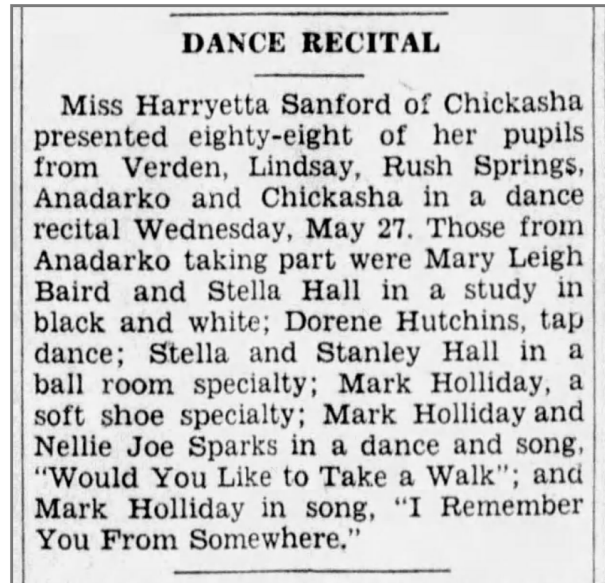 DANCE RECITAL
Miss Harryetta Sanford of Chickasha
presented eighty-eight of her pupils
from Verden, Lindsay, Rush Springs,
Anadarko and Chickasha in a dance
recital Wednesday, May 27. Those from
Anadarko taking part were Mary Leigh
Baird and Stella Hall in a study in
black and white; Dorene Hutchins, tap
dance; Stella and Stanley Hall in a
ball room specialty; Mark Holliday, a
soft shoe specialty; Mark Holliday and
Nellie Joe Sparks in a dance and song,
"Would You Like to Take a Walk"; and
Mark Holliday in song, "I Remember
You From Somewhere."